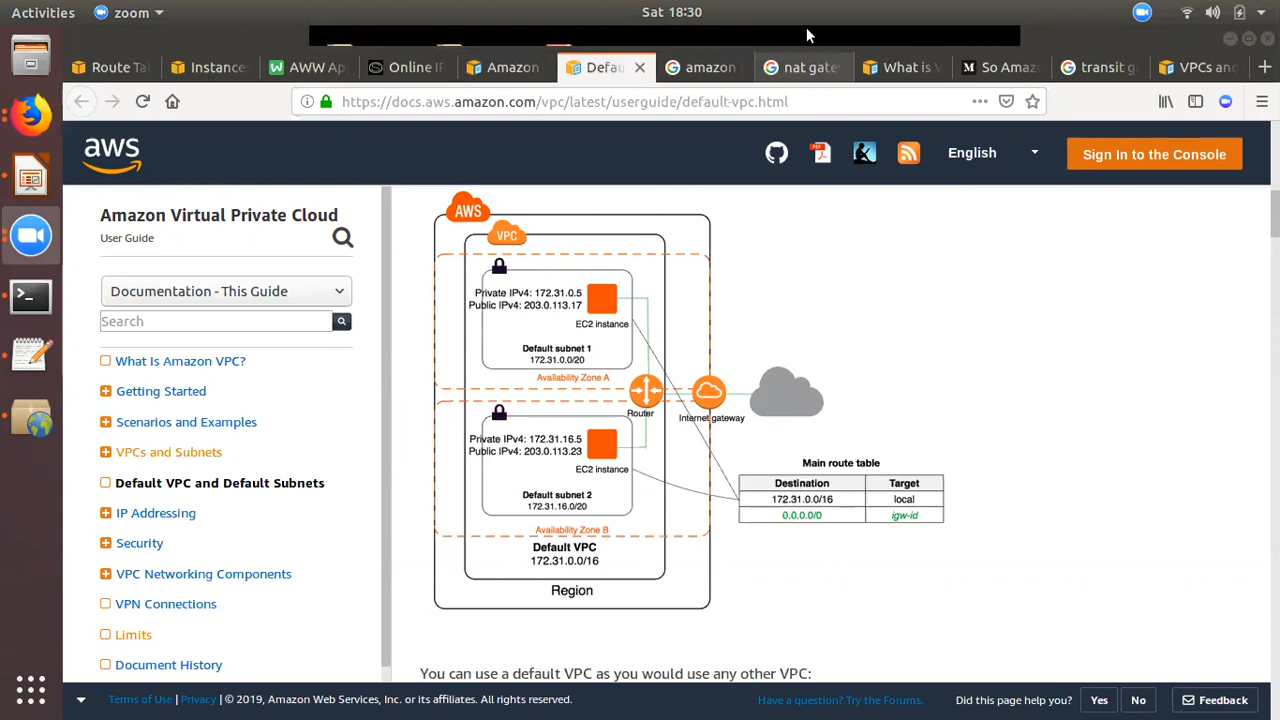 Activities
zoom
Sat 18:30
Route Ta
Instances
AWW Ap
Online IP
Amazon
Defau
amazon
nat gate
What is V
So Amaz
transit g
VPCs and
https://docs.aws.amazon.com/vpc/latest/userguide/default-vpc.html
aws
English
Sign In to the Console
Amazon Virtual Private Cloud
User Guide
Documentation - This Guide
Search
What Is Amazon VPC?
Getting Started
Scenarios and Examples
VPCs and Subnets
Default VPC and Default Subnets
IP Addressing
Security
VPC Networking Components
VPN Connections
Limits
Document History
AWS
VPC
Private IPv4: 172.31.0.5
Public IPv4: 203.0.113.17
EC2 instance
Default subnet 1
172.31.0.0/20
Availability Zone A
Router
Internet gateway
Private IPv4: 172.31.16.5
Public IPv4: 203.0.113.23
EC2 instance
Default subnet 2
172.31.16.0/20
Availability Zone B
Default VPC
172.31.0.0/16
Region
Main route table
Destination Target
172.31.0.0/16 local
0.0.0.0/0 igw-id
You can use a default VPC as you would use any other VPC:
Terms of Use | Privacy | © 2019, Amazon Web Services, Inc. or its affiliates. All rights reserved.
Have a question? Try the Forums.
Did this page help you?
Yes
No
Feedback